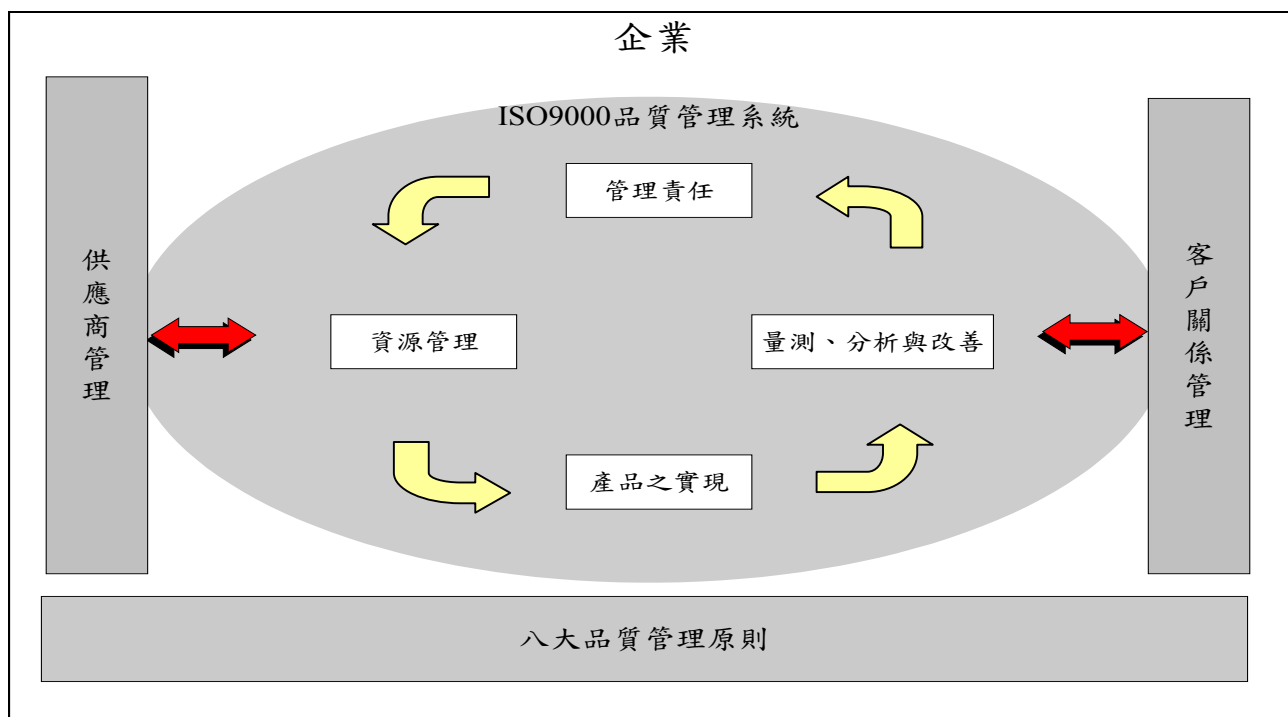 企業
ISO9000品質管理系統
管理責任
供應商管理
資源管理
量測、分析與改善
客戶關係管理
產品之實現
八大品質管理原則